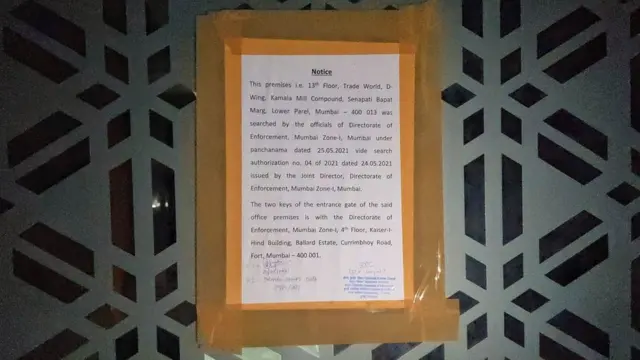 Notice
This premises i.e. 13th Floor, Trade World, D-
Wing, Kamala Mill Compound, Senapati Bapat
Marg, Lower Parel, Mumbai – 400 013 was
searched by the officials of Directorate of
Enforcement, Mumbai Zone-I, Mumbai under
panchanama dated 25.05.2021 vide search
authorization no. 04 of 2021 dated 24.05.2021
issued by the Joint Director, Directorate of
Enforcement, Mumbai Zone-I, Mumbai.
The two keys of the entrance gate of the said
office premises is with the Directorate of
Enforcement, Mumbai Zone-I, 4th Floor, Kaiser-I-
Hind Building, Ballard Estate, Currimbhoy Road,
Fort, Mumbai – 400 001.